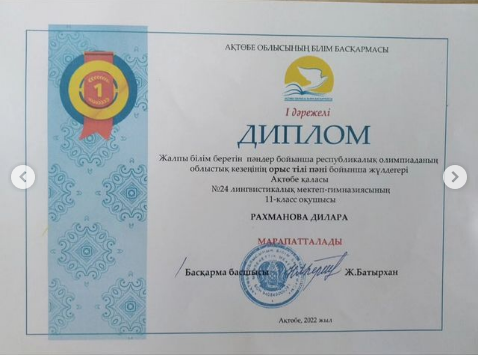 АҚТӨБЕ ОБЛЫСЫНЫҢ БІЛІМ БАСҚАРМАСЫ
1
І дәрежелі
ДИПЛОМ
Жалпы білім беретін пәндер бойынша республикалық олимпиаданың
облыстық кезеңінің орыс тілі пәні бойынша жүлдегері
Ақтөбе қаласы
№24 лингвистикалық мектеп-гимназиясының
11-класс оқушысы
РАХМАНОВА ДИЛАРА
МАРАПАТТАЛАДЫ
Басқарма басшысы Ж.Батырхан
Ақтөбе, 2022 жыл